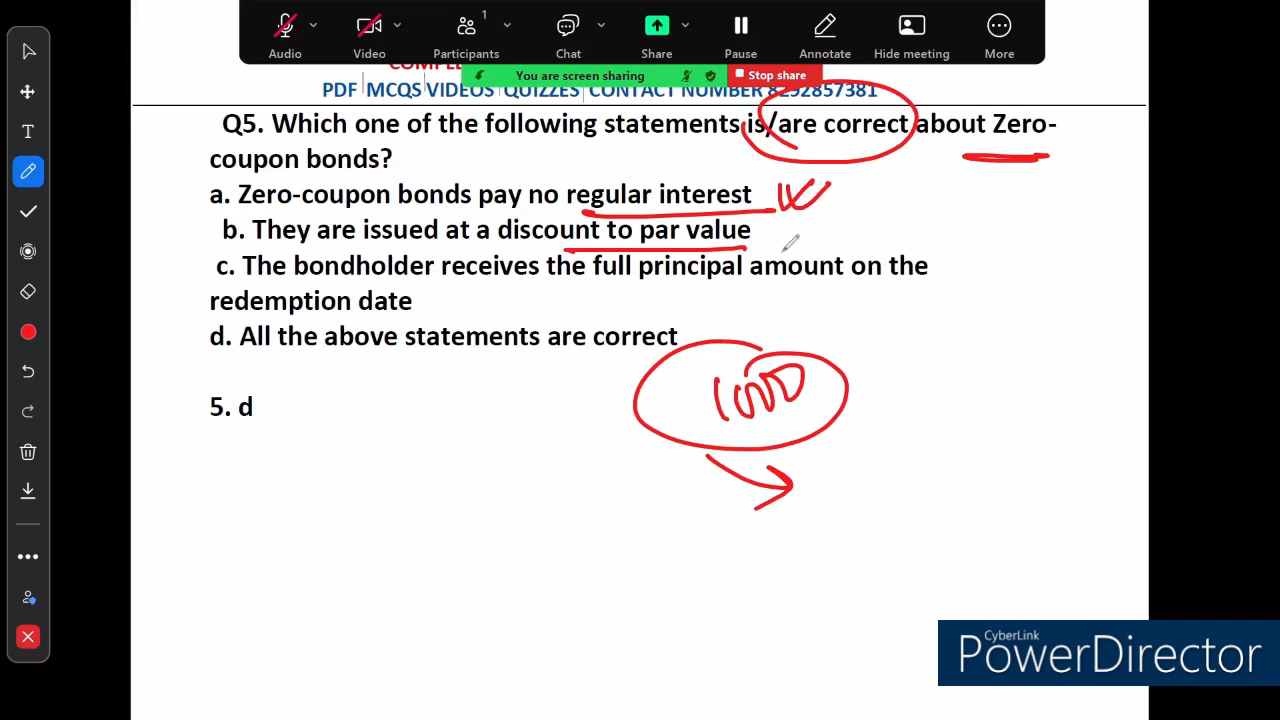 1
Audio Video Participants Chat Share Pause Annotate Hide meeting More
You are screen sharing Stop share
PDF MCQS VIDEOS QUIZZES CONTACT NUMBER 8292857381
Q5. Which one of the following statements is/are correct about Zero-
coupon bonds?
a. Zero-coupon bonds pay no regular interest
b. They are issued at a discount to par value
c. The bondholder receives the full principal amount on the
redemption date
d. All the above statements are correct
1000
5. d
T
CyberLink
PowerDirector